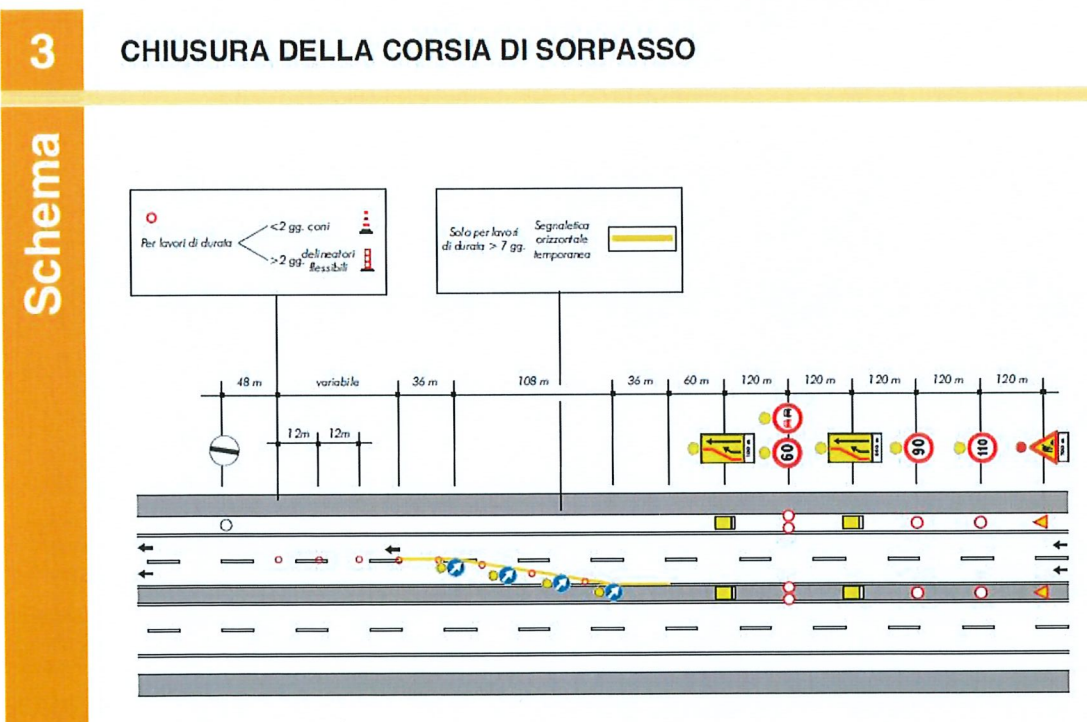 3
CHIUSURA DELLA CORSIA DI SORPASSO
Schema
Per lavori di durata
<2 gg. coni
>2 gg. delineatori
flessibili
Solo per lavori
di durata > 7 gg.
Segnaletica
orizzontale
temporanea
48 m variabile 36 m 108 m 36 m 60 m 120 m 120 m 120 m 120 m 120 m
12m 12m
60
90
110